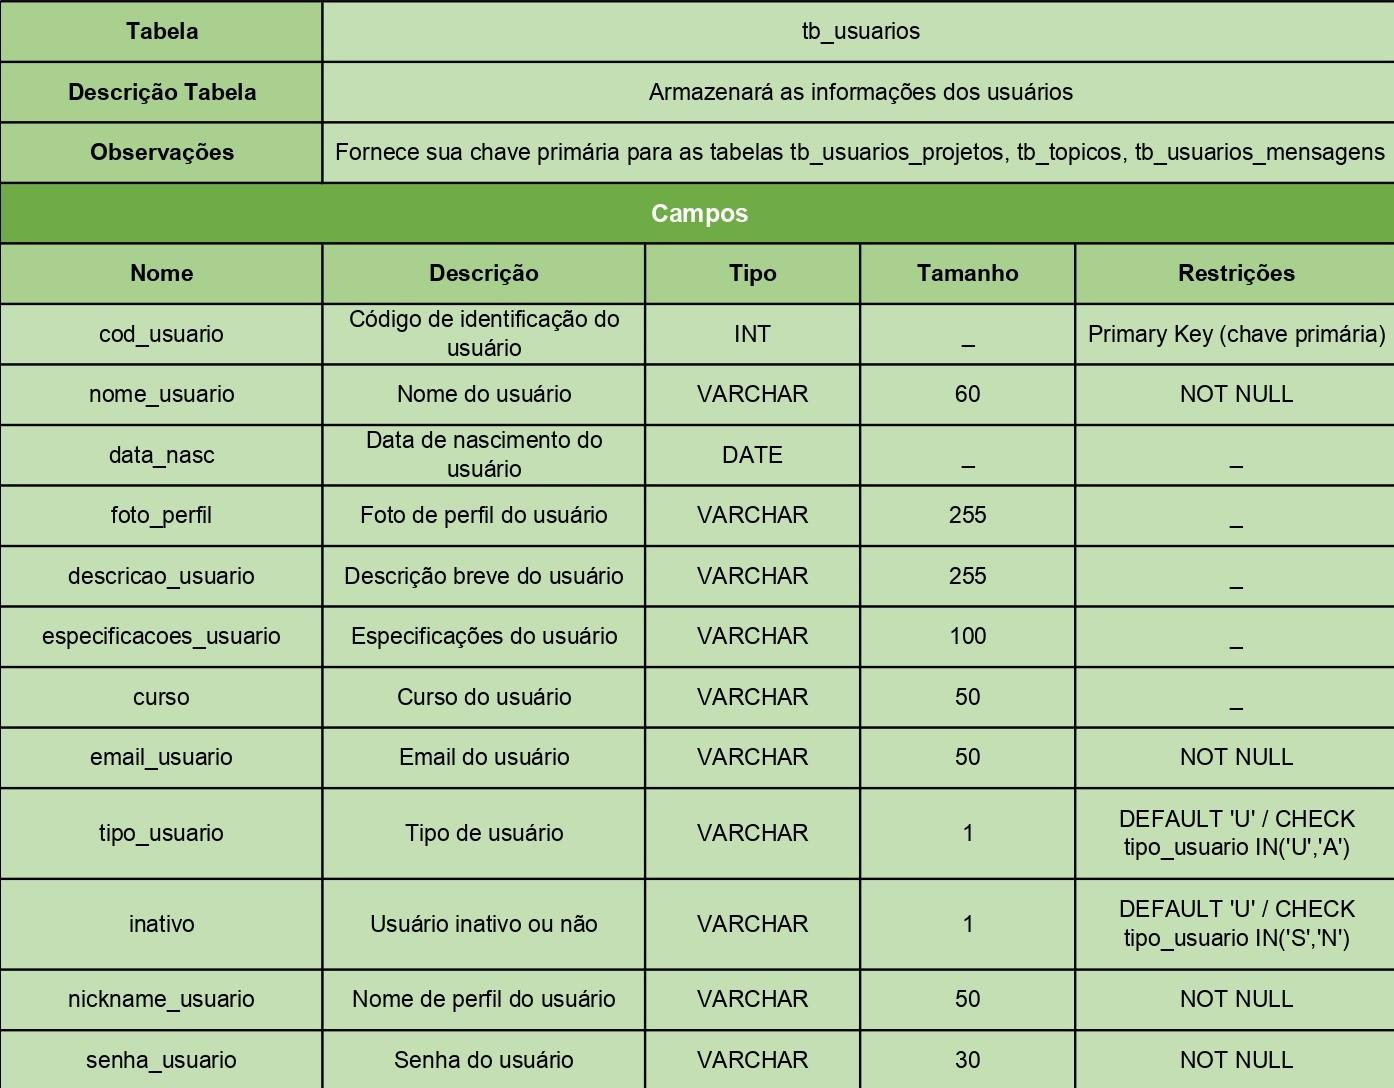 Tabela
tb_usuarios
Descrição Tabela
Armazenará as informações dos usuários
Observações
Fornece sua chave primária para as tabelas tb_usuarios_projetos, tb_topicos, tb_usuarios_mensagens
Campos
Nome
Descrição
Tipo
Tamanho
Restrições
cod_usuario
Código de identificação do
usuário
INT
_
Primary Key (chave primária)
nome_usuario
Nome do usuário
VARCHAR
60
NOT NULL
data_nasc
Data de nascimento do
usuário
DATE
_
_
foto_perfil
Foto de perfil do usuário
VARCHAR
255
_
descricao_usuario
Descrição breve do usuário
VARCHAR
255
_
especificacoes_usuario
Especificações do usuário
VARCHAR
100
_
curso
Curso do usuário
VARCHAR
50
_
email_usuario
Email do usuário
VARCHAR
50
NOT NULL
tipo_usuario
Tipo de usuário
VARCHAR
1
DEFAULT 'U' / CHECK
tipo_usuario IN('U','A')
inativo
Usuário inativo ou não
VARCHAR
1
DEFAULT 'U' / CHECK
tipo_usuario IN('S','N')
nickname_usuario
Nome de perfil do usuário
VARCHAR
50
NOT NULL
senha_usuario
Senha do usuário
VARCHAR
30
NOT NULL